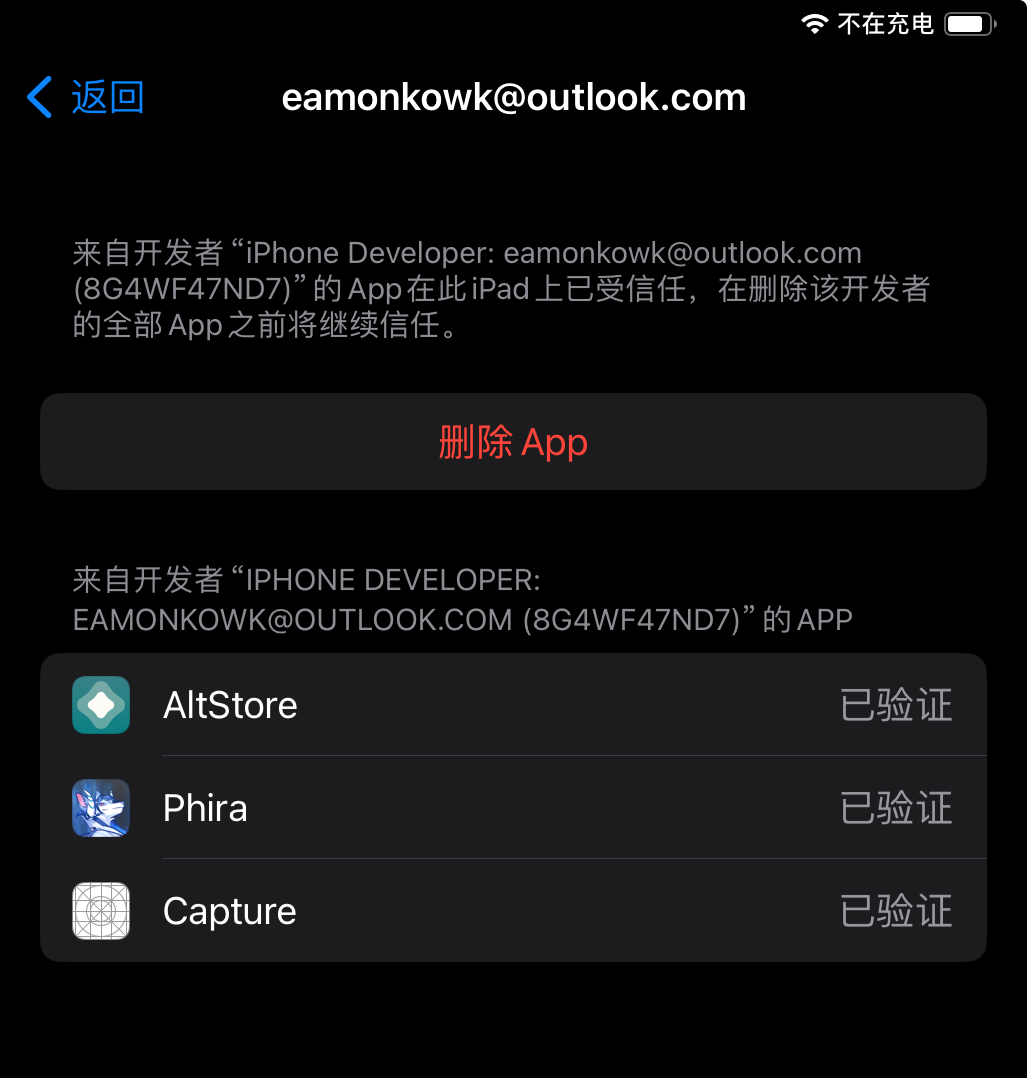 不在充电
返回
eamonkowk@outlook.com
来自开发者“iPhone Developer: eamonkowk@outlook.com
(8G4WF47ND7)”的 App 在此 iPad 上已受信任，在删除该开发者
的全部 App 之前将继续信任。
删除 App
来自开发者“IPHONE DEVELOPER:
EAMONKOWK@OUTLOOK.COM (8G4WF47ND7)”的 APP
AltStore 已验证
Phira 已验证
Capture 已验证